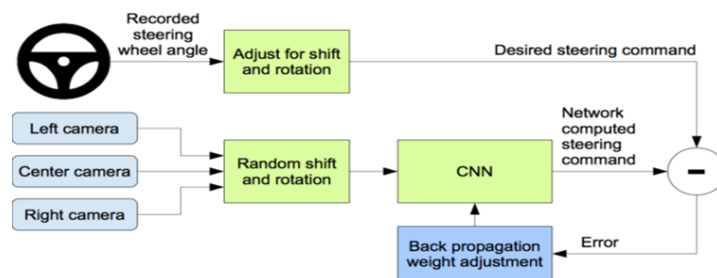 Recorded
steering
wheel angle
Adjust for shift
and rotation
Desired steering command
Left camera
Center camera
Right camera
Random shift
and rotation
CNN
Network
computed
steering
command
-
Back propagation
weight adjustment
Error